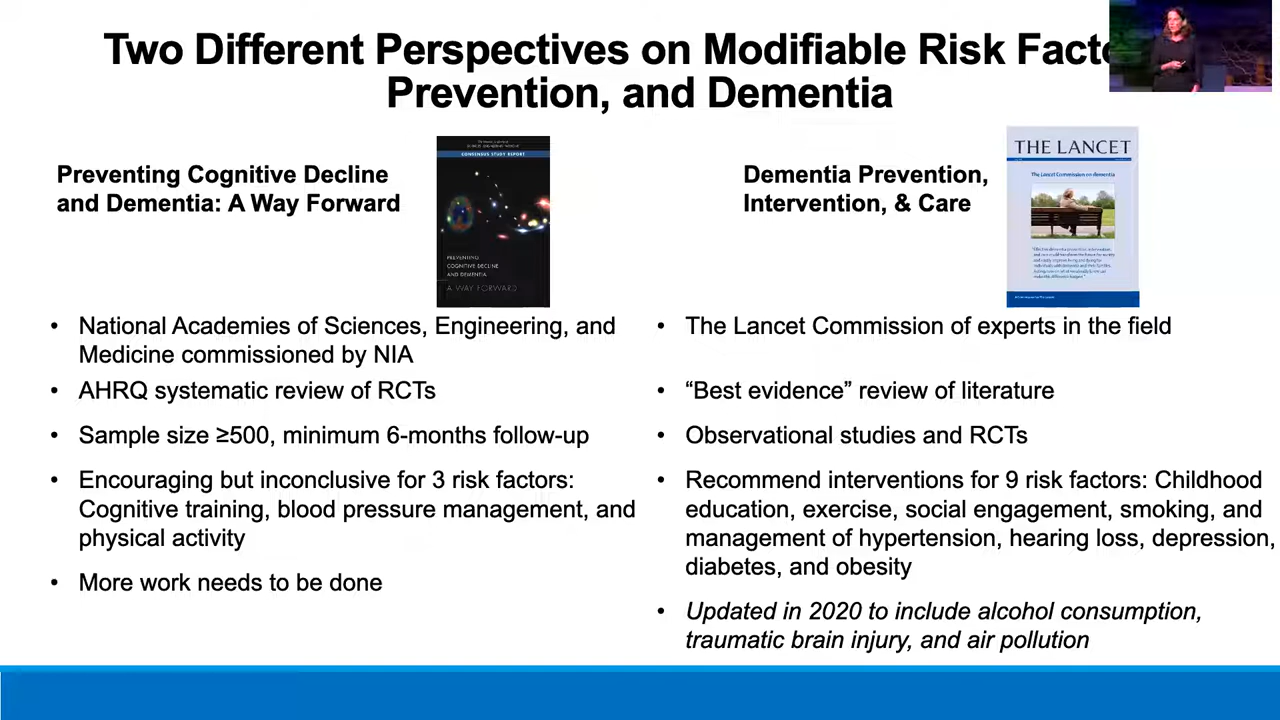 Two Different Perspectives on Modifiable Risk Facto
Prevention, and Dementia
Preventing Cognitive Decline
and Dementia: A Way Forward
CONSENSUS STUDY REPORT
PREVENTING
COGNITIVE DECLINE
AND DEMENTIA
A WAY FORWARD
• National Academies of Sciences, Engineering, and
Medicine commissioned by NIA
• AHRQ systematic review of RCTs
• Sample size ≥500, minimum 6-months follow-up
• Encouraging but inconclusive for 3 risk factors:
Cognitive training, blood pressure management, and
physical activity
• More work needs to be done
Dementia Prevention,
Intervention, & Care
THE LANCET
The Lancet Commission on dementia
• The Lancet Commission of experts in the field
• “Best evidence” review of literature
• Observational studies and RCTs
• Recommend interventions for 9 risk factors: Childhood
education, exercise, social engagement, smoking, and
management of hypertension, hearing loss, depression,
diabetes, and obesity
• Updated in 2020 to include alcohol consumption,
traumatic brain injury, and air pollution